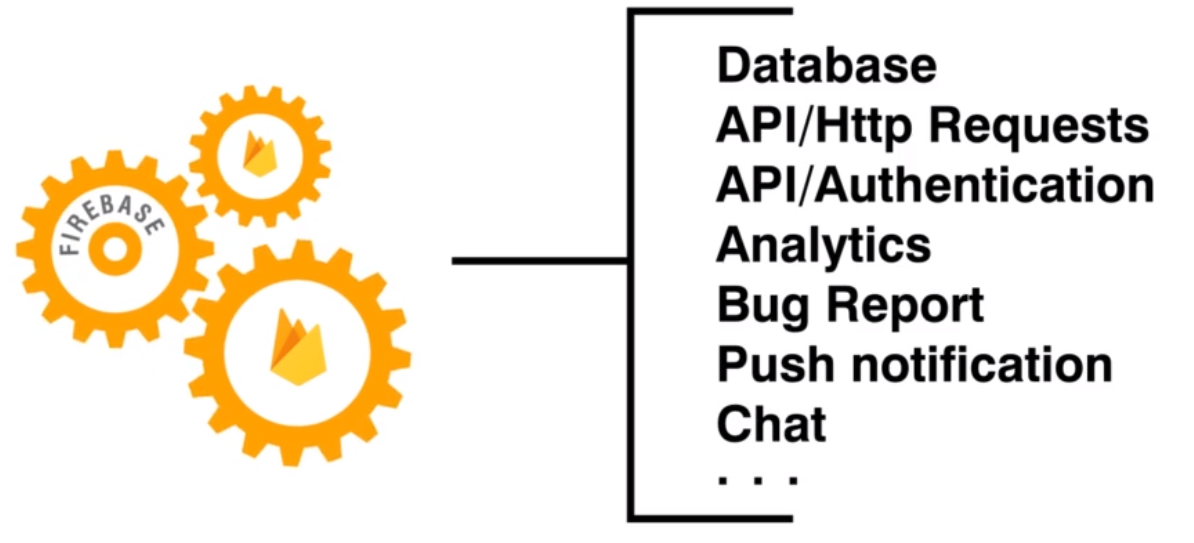 FIREBASE
Database
API/Http Requests
API/Authentication
Analytics
Bug Report
Push notification
Chat
. . .